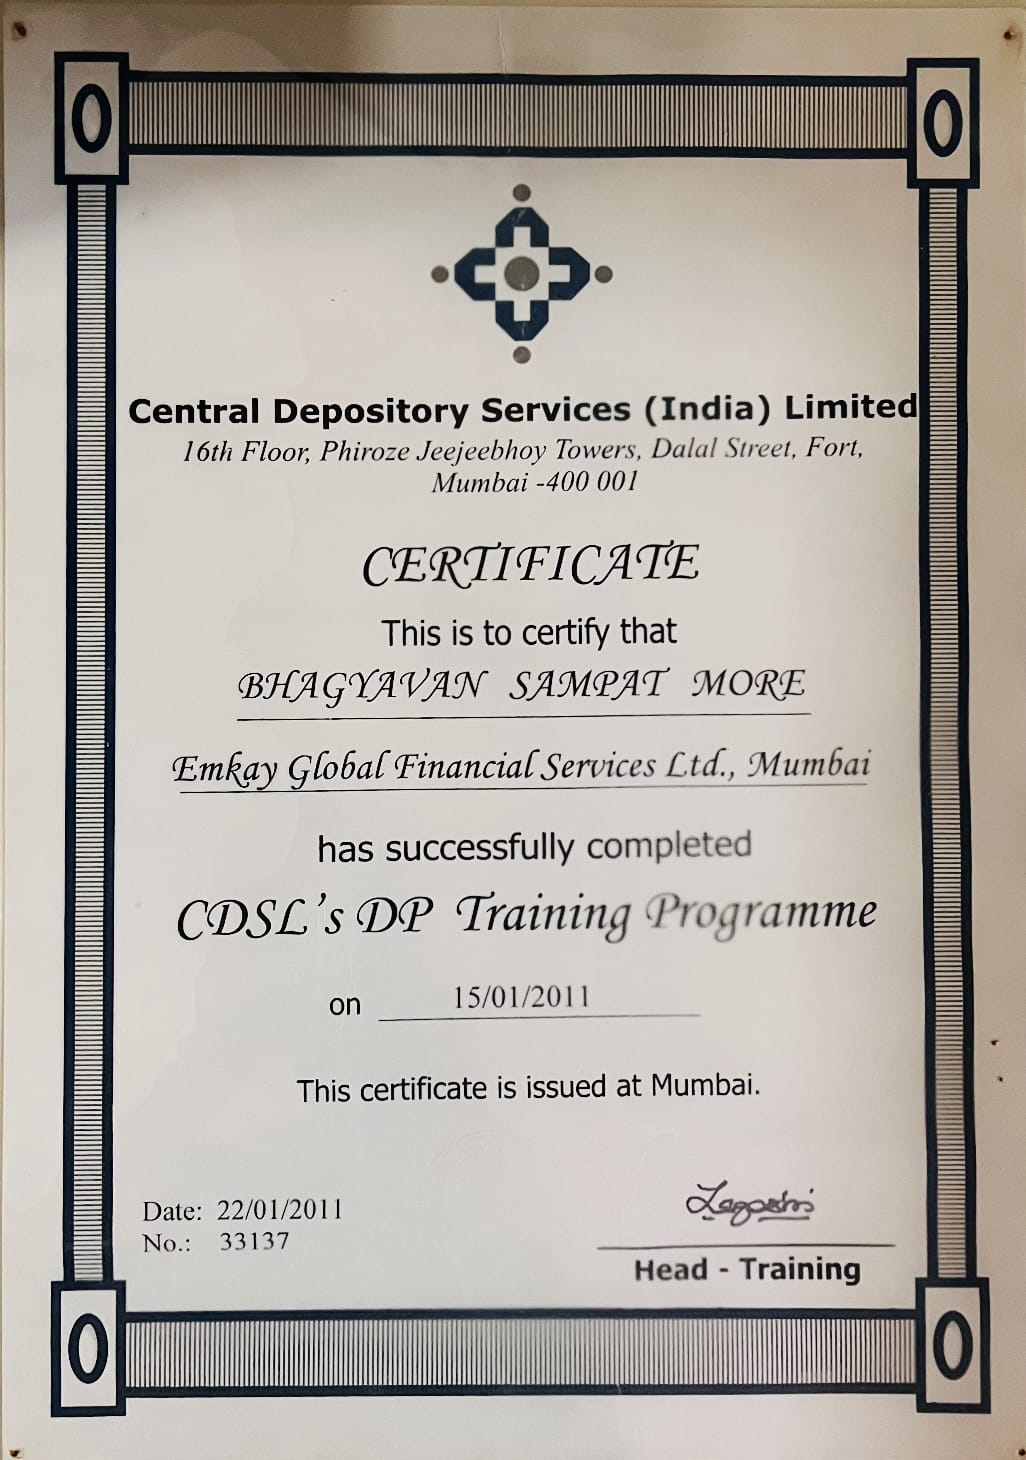 Central Depository Services (India) Limited
16th Floor, Phiroze Jeejeebhoy Towers, Dalal Street, Fort,
Mumbai -400 001
CERTIFICATE
This is to certify that
BHAGYAVAN SAMPAT MORE
Emkay Global Financial Services Ltd., Mumbai
has successfully completed
CDSL's DP Training Programme
on 15/01/2011
This certificate is issued at Mumbai.
Date: 22/01/2011
No.: 33137
Head - Training